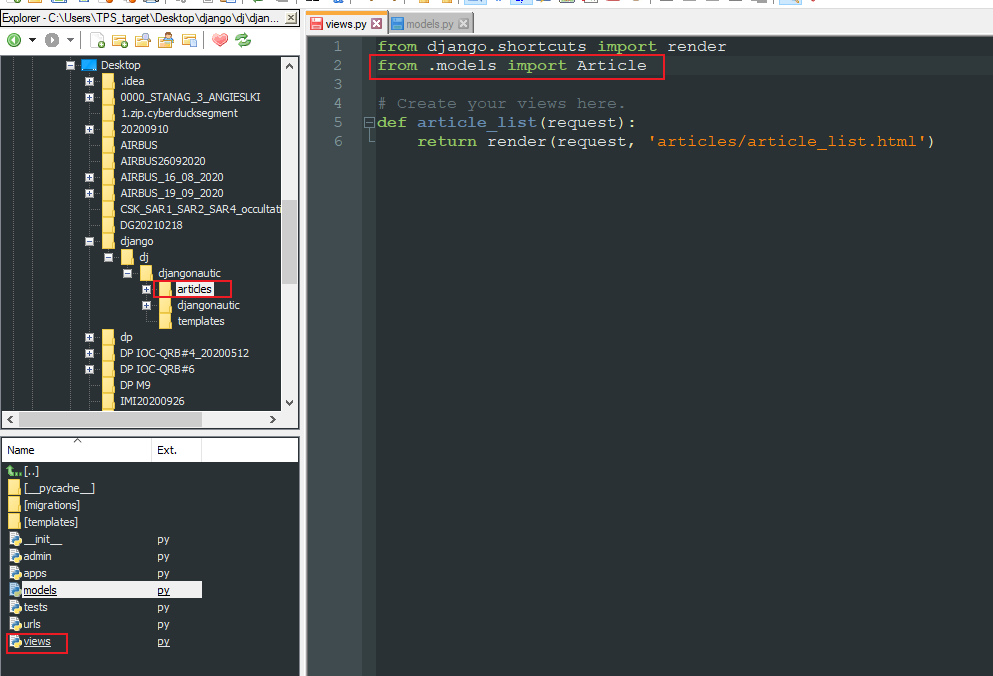 Explorer - C:\Users\TPS_target\Desktop\django\dj\djan...
Desktop
.idea
0000_STANAG_3_ANGIESLKI
1.zip.cyberducksegment
20200910
AIRBUS
AIRBUS26092020
AIRBUS_16_08_2020
AIRBUS_19_09_2020
CSK_SAR1_SAR2_SAR4_occultati
DG20210218
django
dj
djangonautic
articles
djangonautic
templates
dp
DP IOC-QRB#4_20200512
DP IOC-QRB#6
DP M9
IMI20200926
Name Ext.
[..]
[__pycache__]
[migrations]
[templates]
__init__ py
admin py
apps py
models py
tests py
urls py
views py
views.py models.py
1 from django.shortcuts import render
2 from .models import Article
3
4 # Create your views here.
5 def article_list(request):
6 return render(request, 'articles/article_list.html')